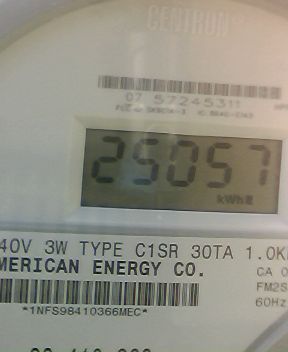 CENTRON
07 57245311
25057
kWh
40V 3W TYPE C1SR 30TA 1.0K
MERICAN ENERGY CO.
CA 0
FM2S
60Hz
*1NFS98410366MEC*